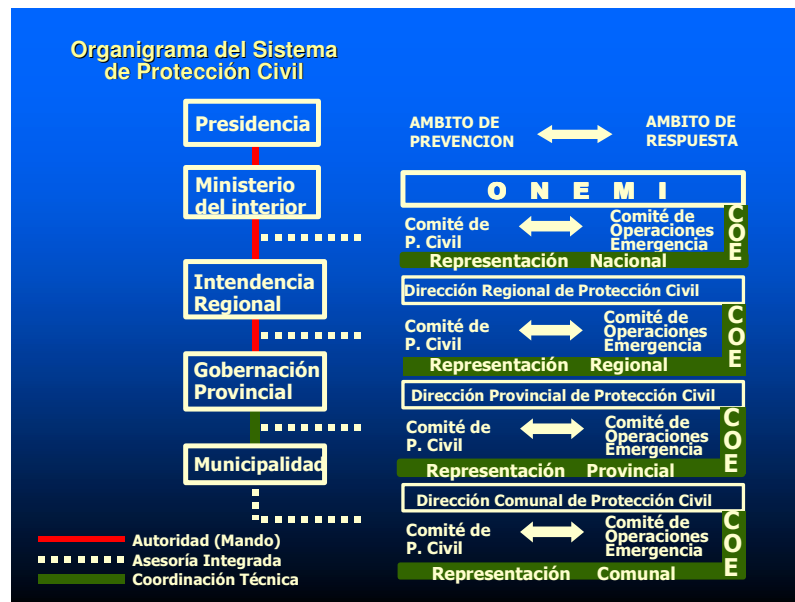 Organigrama del Sistema
de Protección Civil
Presidencia
Ministerio
del interior
Intendencia
Regional
Gobernación
Provincial
Municipalidad
Autoridad (Mando)
Asesoría Integrada
Coordinación Técnica
AMBITO DE
PREVENCION
AMBITO DE
RESPUESTA
O N E M I
Comité de
P. Civil
Comité de
Operaciones
Emergencia
COE
Representación Nacional
Dirección Regional de Protección Civil
Comité de
P. Civil
Comité de
Operaciones
Emergencia
COE
Representación Regional
Dirección Provincial de Protección Civil
Comité de
P. Civil
Comité de
Operaciones
Emergencia
COE
Representación Provincial
Dirección Comunal de Protección Civil
Comité de
P. Civil
Comité de
Operaciones
Emergencia
COE
Representación Comunal